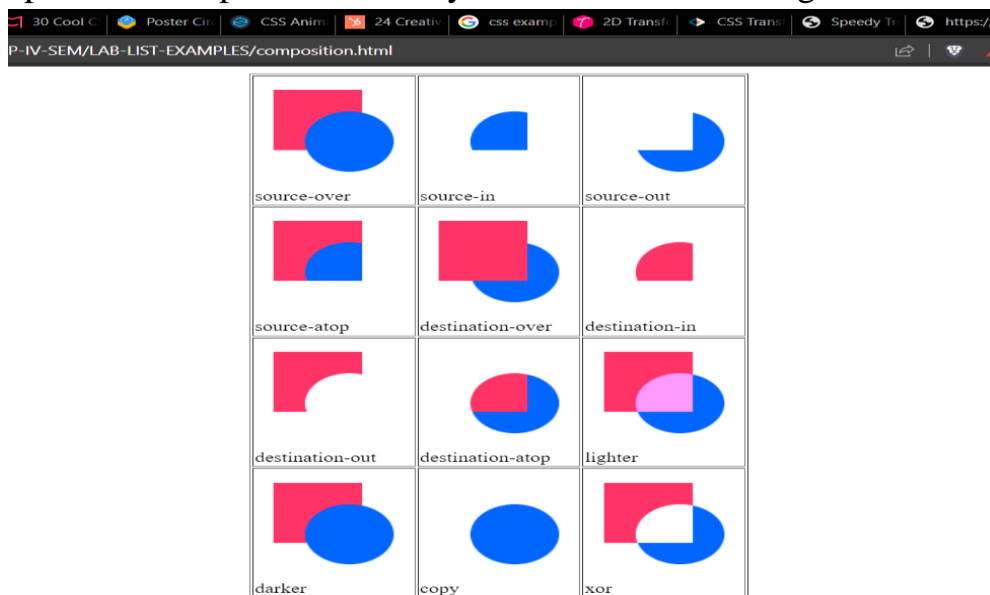 30 Cool C
Poster Circ
CSS Anim
24 Creativ
css examp
2D Transfo
CSS Transf
Speedy Tr
https:/
P-IV-SEM/LAB-LIST-EXAMPLES/composition.html
source-over
source-in
source-out
source-atop
destination-over
destination-in
destination-out
destination-atop
lighter
darker
copy
xor